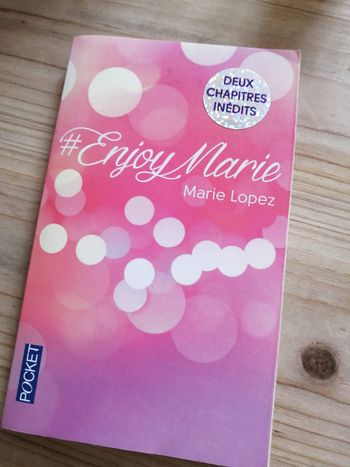 DEUX
CHAPITRES
INÉDITS
#EnjoyMarie
Marie Lopez
POCKET